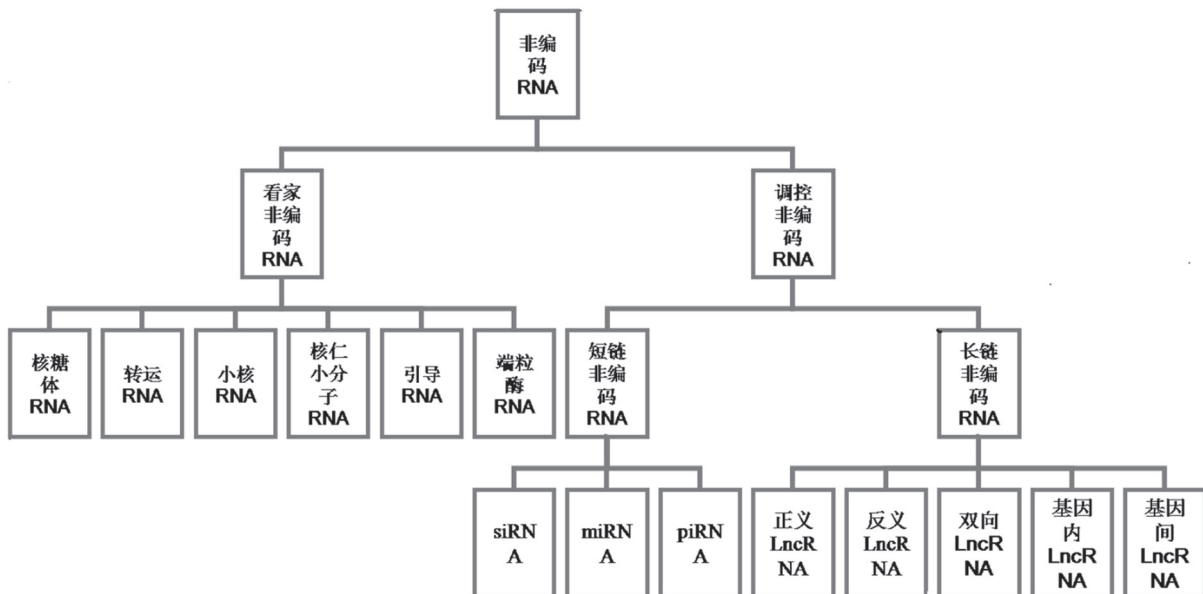 非编
码
RNA
看家
非编
码
RNA
调控
非编
码
RNA
核糖
体
RNA
转运
RNA
小核
RNA
核仁
小分
子
RNA
引导
RNA
端粒
酶
RNA
短链
非编
码
RNA
长链
非编
码
RNA
siRN
A
miRN
A
piRN
A
正义
LncR
NA
反义
LncR
NA
双向
LncR
NA
基因
内
LncR
NA
基因
间
LncR
NA